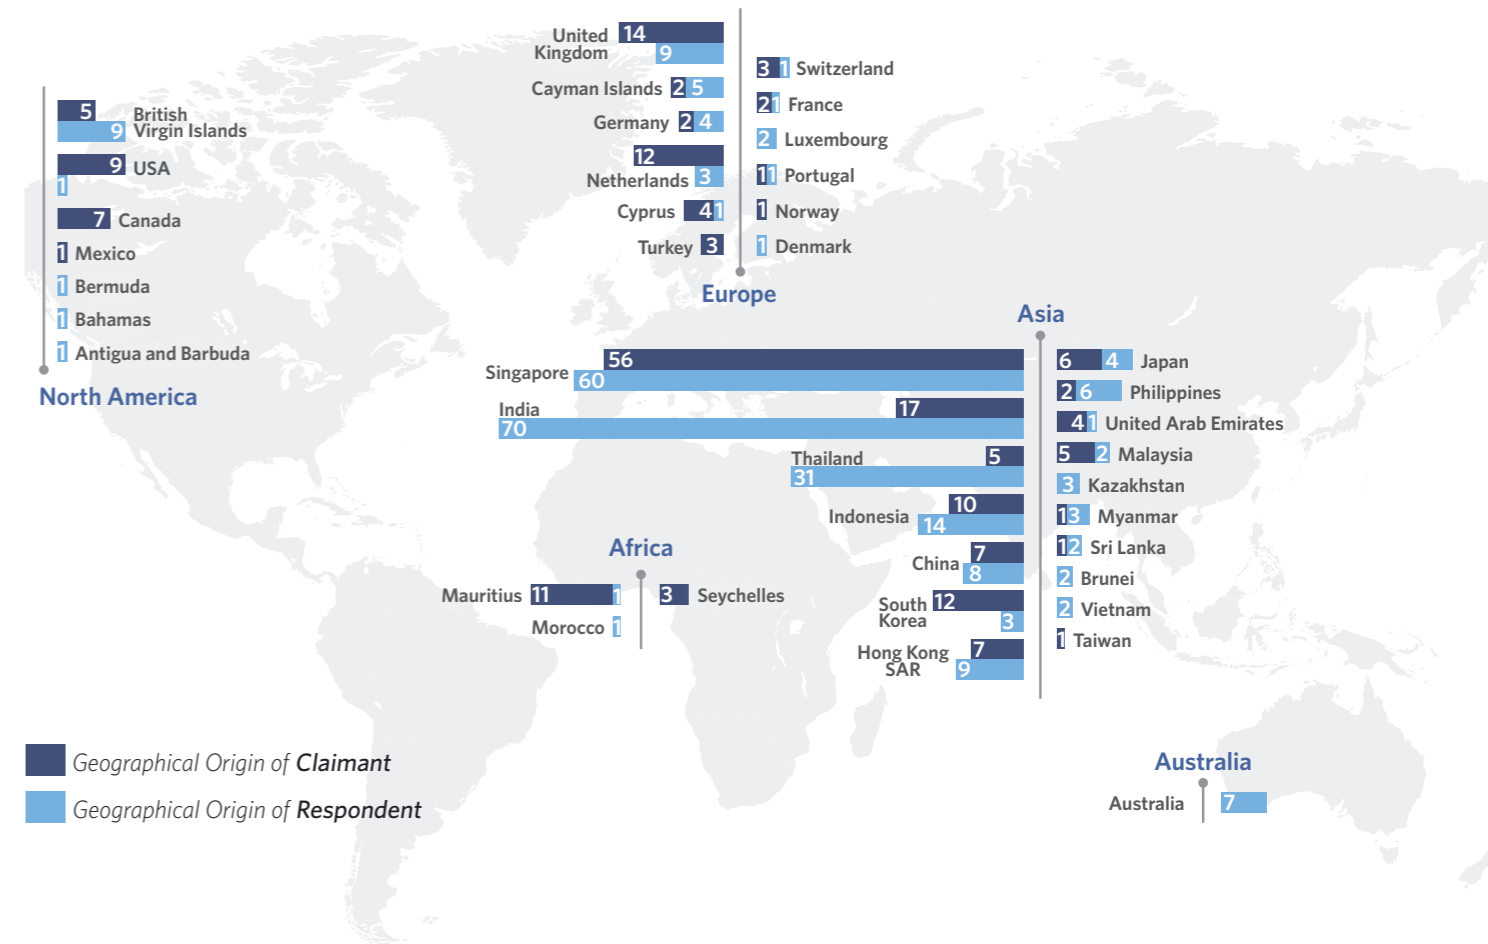 5
British
Virgin Islands
9
9
USA
1
7 Canada
1 Mexico
1 Bermuda
1 Bahamas
1 Antigua and Barbuda
North America
United
Kingdom
14
9
Cayman Islands 2 5
Germany 2 4
12
Netherlands 3
Cyprus 4 1
Turkey 3
3 1 Switzerland
2 1 France
2 Luxembourg
1 1 Portugal
1 Norway
1 Denmark
Europe
Asia
Singapore
56
60
India
17
70
Thailand
5
31
Indonesia
10
14
China
7
8
South
Korea
12
3
Hong Kong
SAR
7
9
6 4 Japan
2 6 Philippines
4 1 United Arab Emirates
5 2 Malaysia
3 Kazakhstan
1 3 Myanmar
1 2 Sri Lanka
2 Brunei
2 Vietnam
1 Taiwan
Africa
Mauritius 11 1
Morocco 1
3 Seychelles
Geographical Origin of Claimant
Geographical Origin of Respondent
Australia
Australia 7